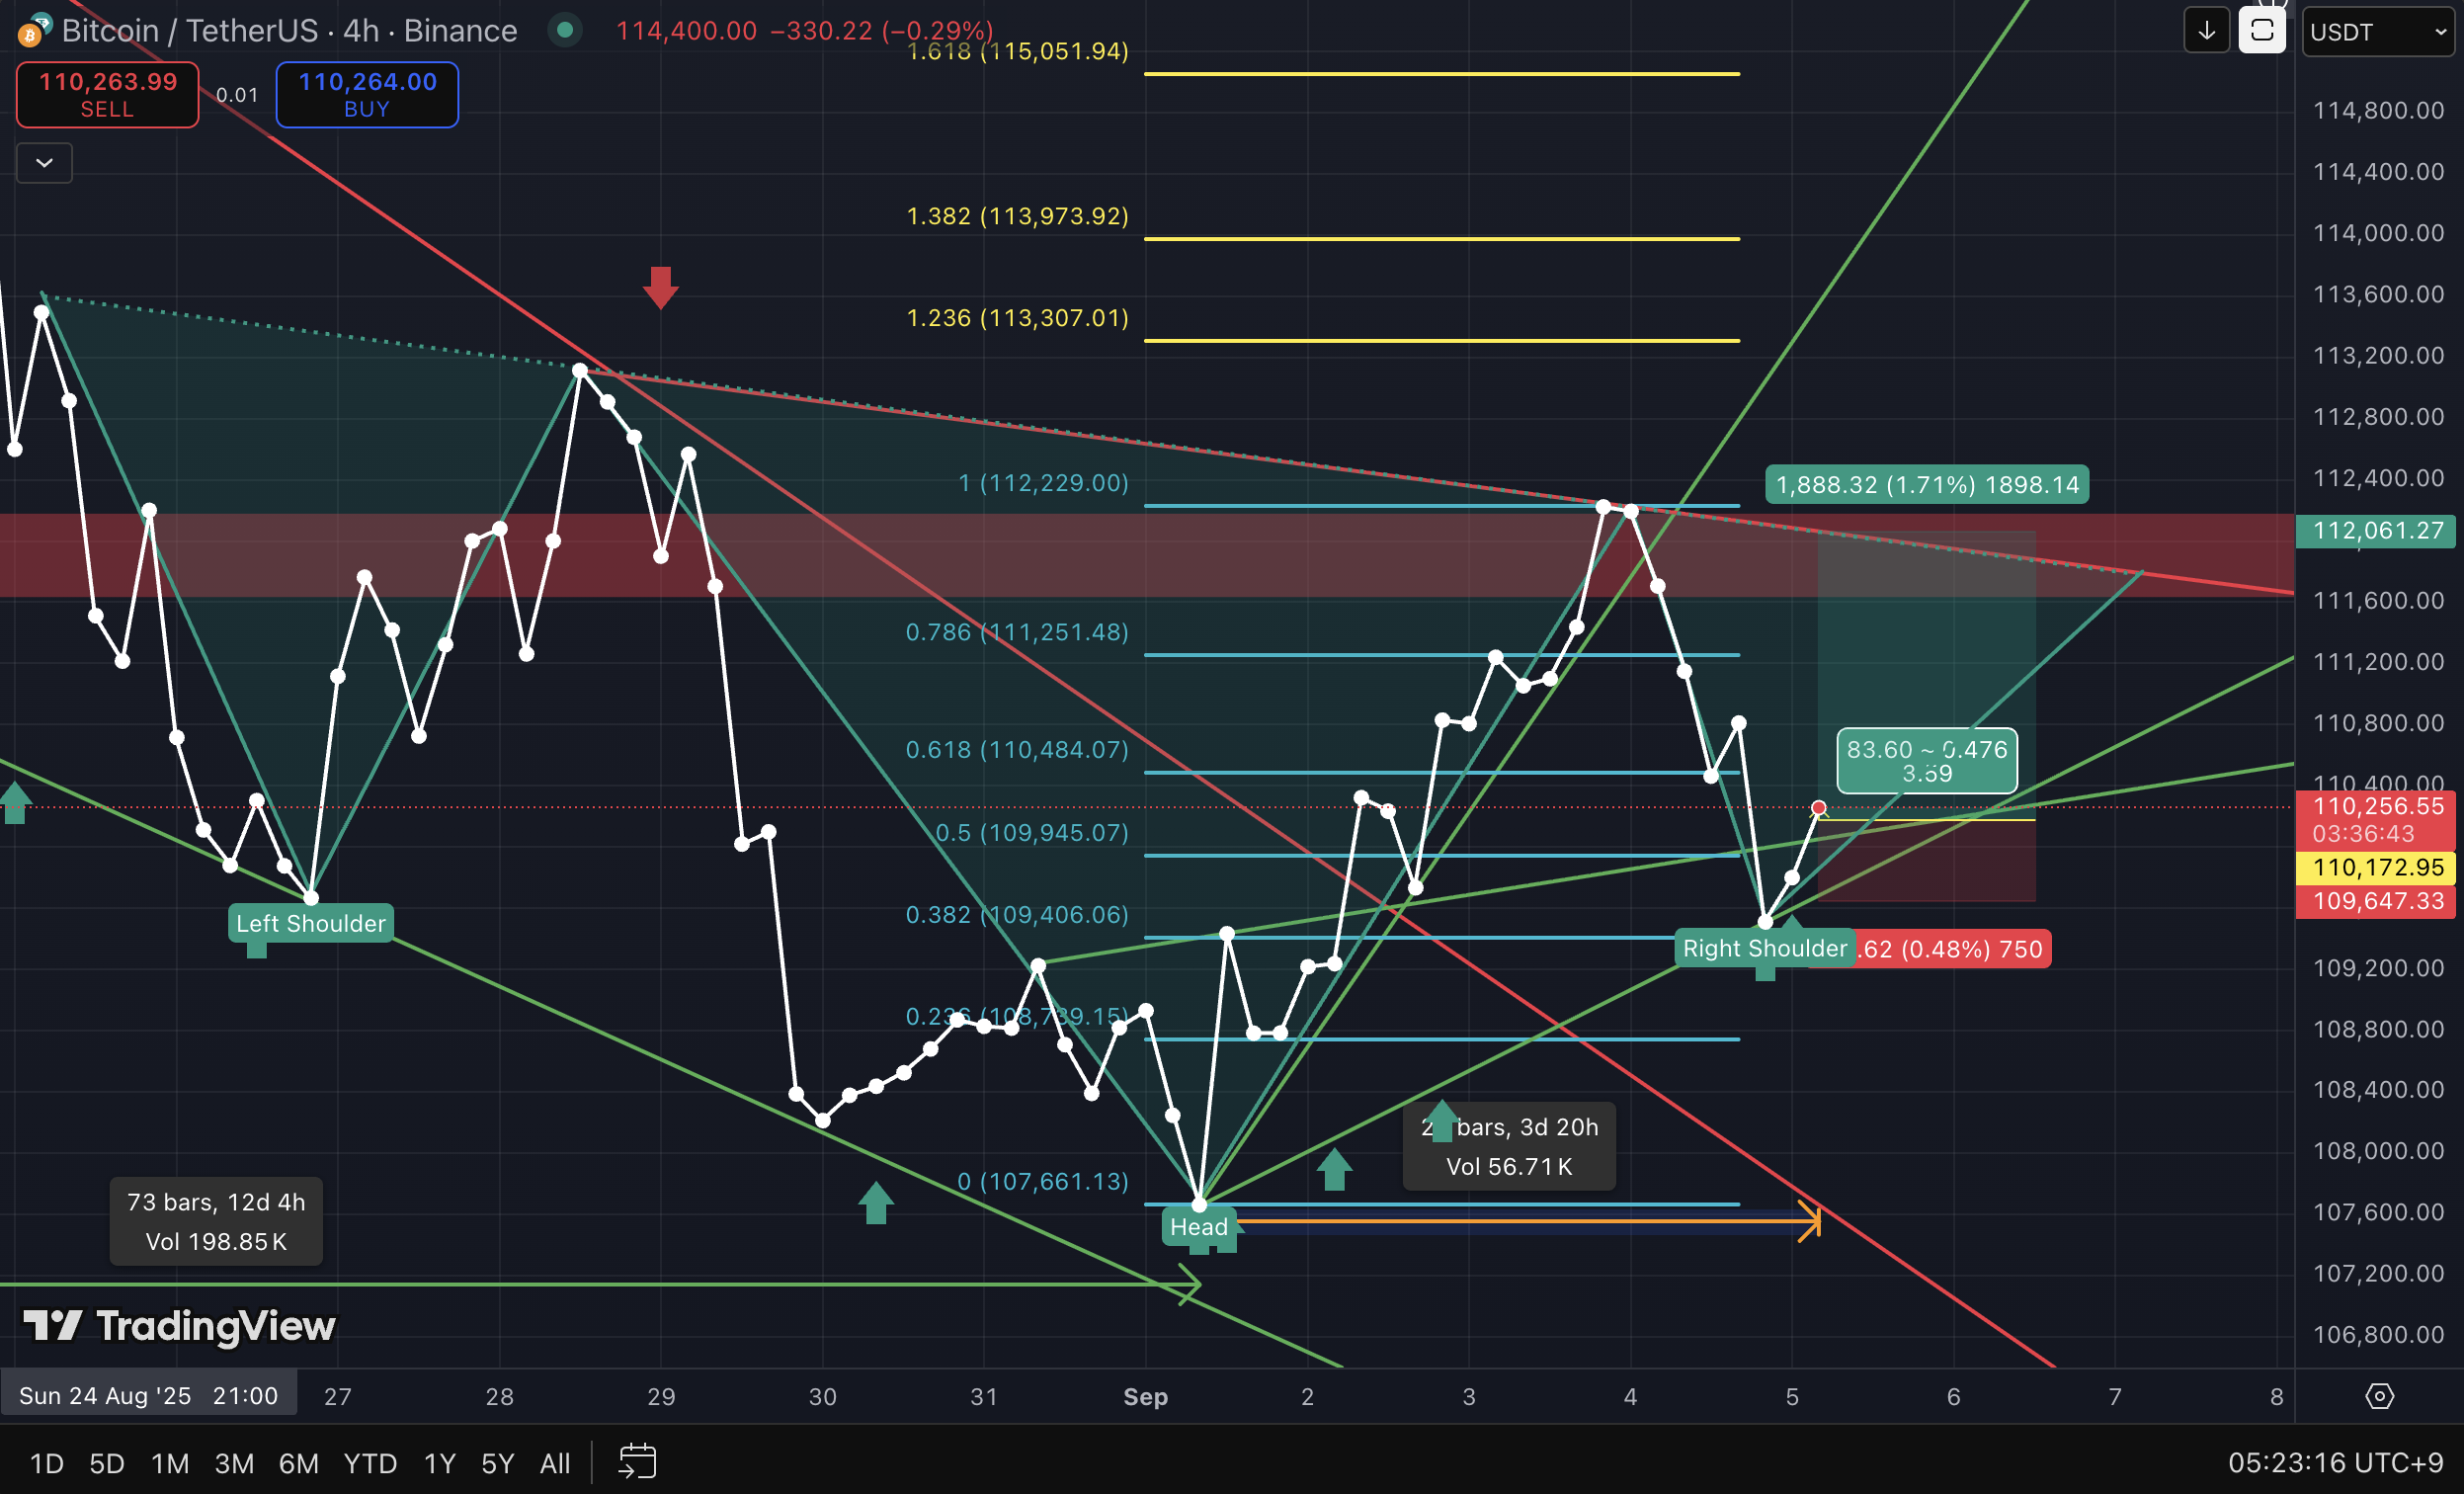 Bitcoin / TetherUS · 4h · Binance
114,400.00 −330.22 (−0.29%)
USDT
110,263.99
SELL
0.01
110,264.00
BUY
1.618 (115,051.94)
1.382 (113,973.92)
1.236 (113,307.01)
1 (112,229.00)
0.786 (111,251.48)
0.618 (110,484.07)
0.5 (109,945.07)
0.382 (109,406.06)
0.236 (108,739.15)
0 (107,661.13)
1,888.32 (1.71%) 1898.14
83.60 ~ 0.476
3.59
Left Shoulder
Right Shoulder
.62 (0.48%) 750
Head
bars, 3d 20h
Vol 56.71K
73 bars, 12d 4h
Vol 198.85K
TradingView
114,800.00
114,400.00
114,000.00
113,600.00
113,200.00
112,800.00
112,400.00
112,061.27
111,600.00
111,200.00
110,800.00
110,400.00
110,256.55
03:36:43
110,172.95
109,647.33
109,200.00
108,800.00
108,400.00
108,000.00
107,600.00
107,200.00
106,800.00
Sun 24 Aug '25 21:00 27 28 29 30 31 Sep 2 3 4 5 6 7 8
1D 5D 1M 3M 6M YTD 1Y 5Y All
05:23:16 UTC+9